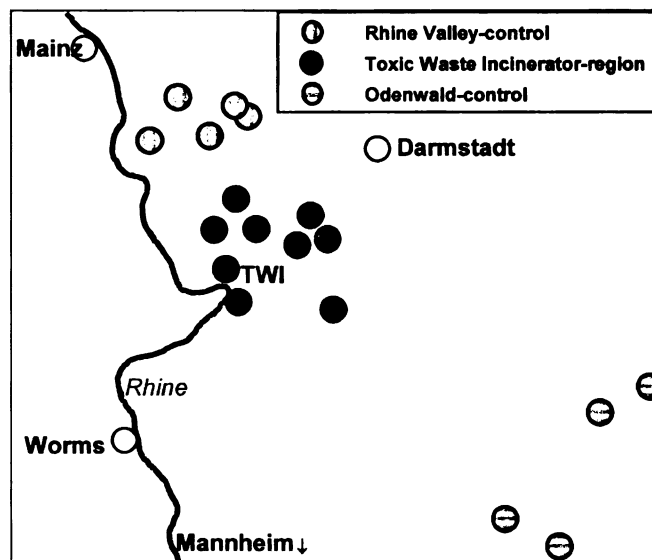 Mainz
Rhine Valley-control
Toxic Waste Incinerator-region
Odenwald-control
Darmstadt
TWI
Rhine
Worms
Mannheim ↓